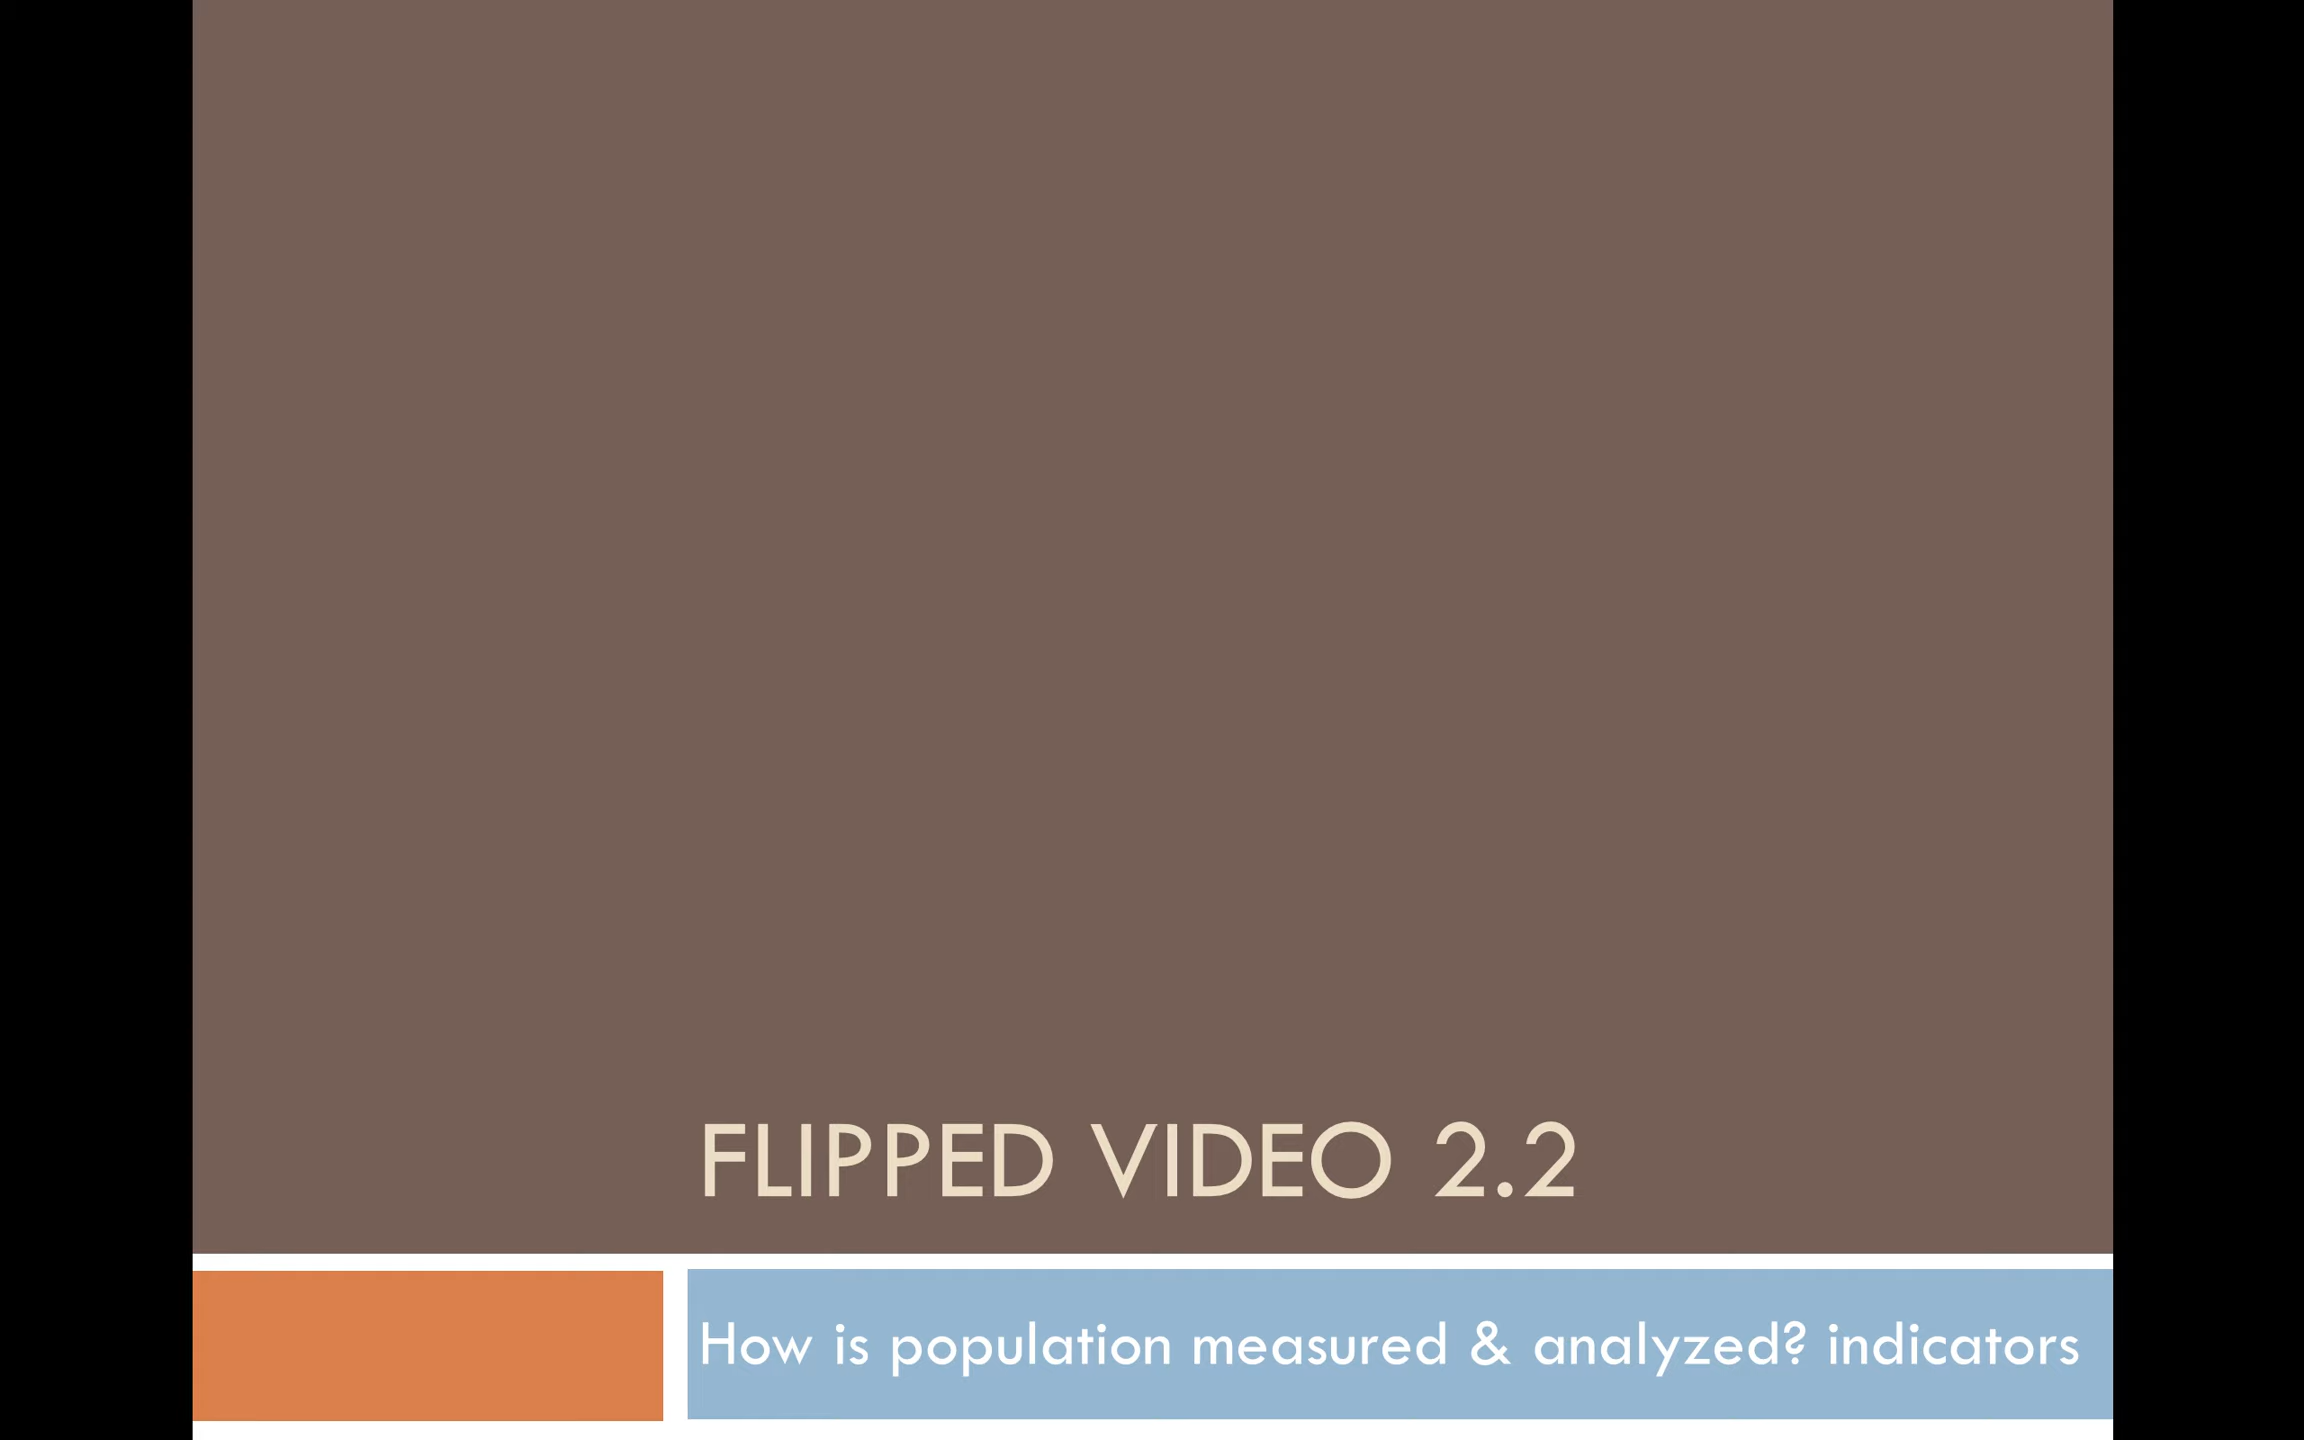 FLIPPED VIDEO 2.2
How is population measured & analyzed? indicators